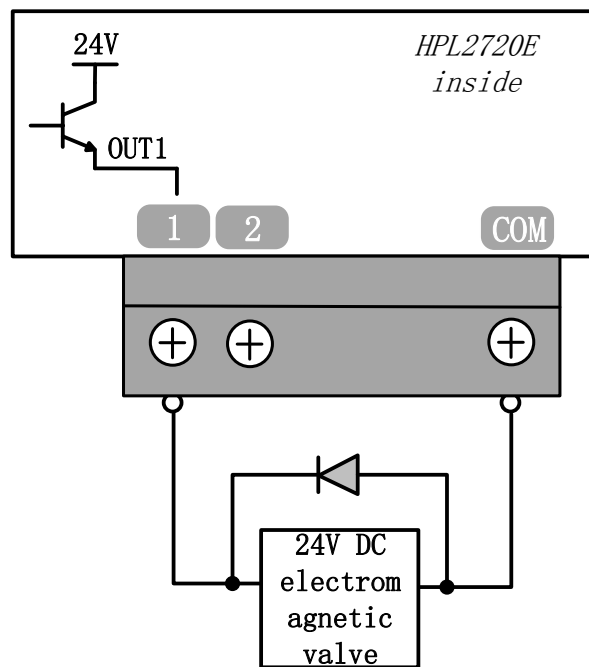 24V
HPL2720E
inside
OUT1
1
2
COM
24V DC
electrom
agnetic
valve